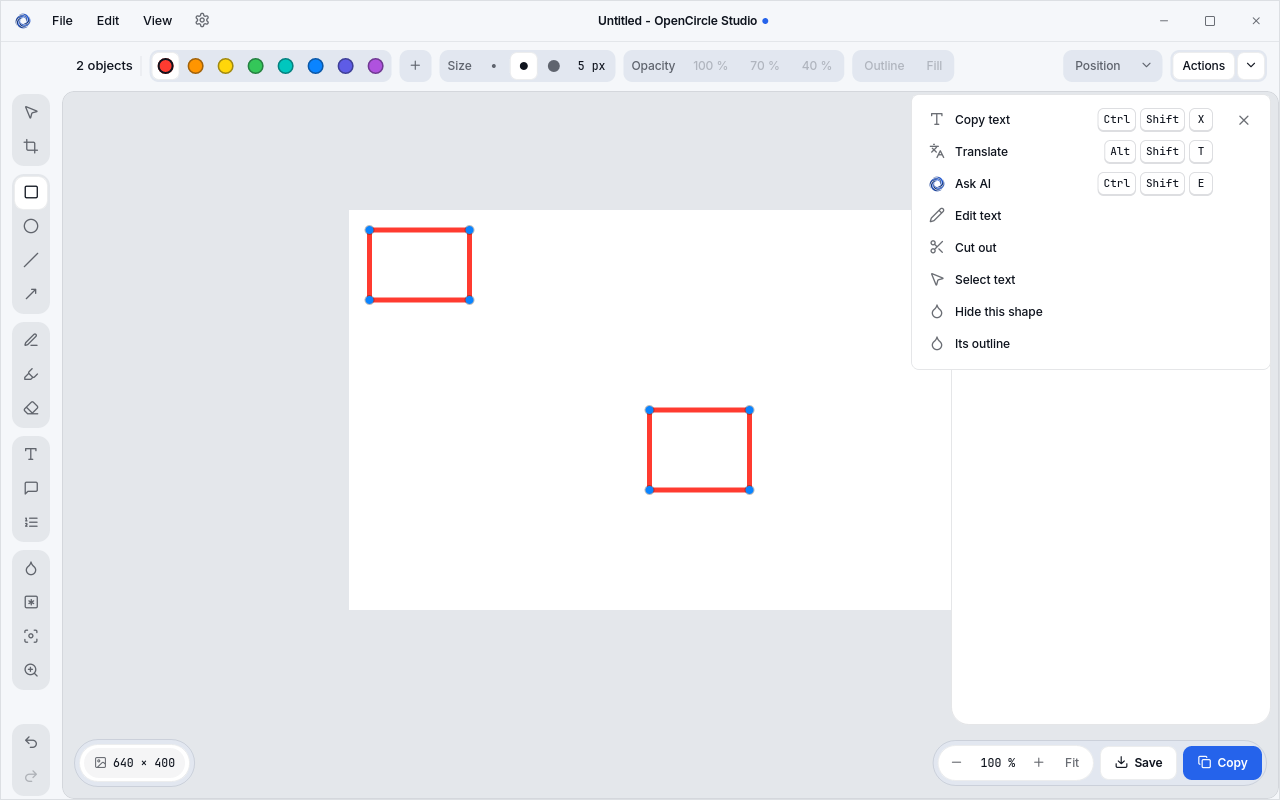 File Edit View
Untitled - OpenCircle Studio
2 objects
Size
5 px
Opacity 100 % 70 % 40 %
Outline Fill
Position
Actions
Copy text Ctrl Shift X
Translate Alt Shift T
Ask AI Ctrl Shift E
Edit text
Cut out
Select text
Hide this shape
Its outline
640 × 400
100 %
Fit
Save
Copy